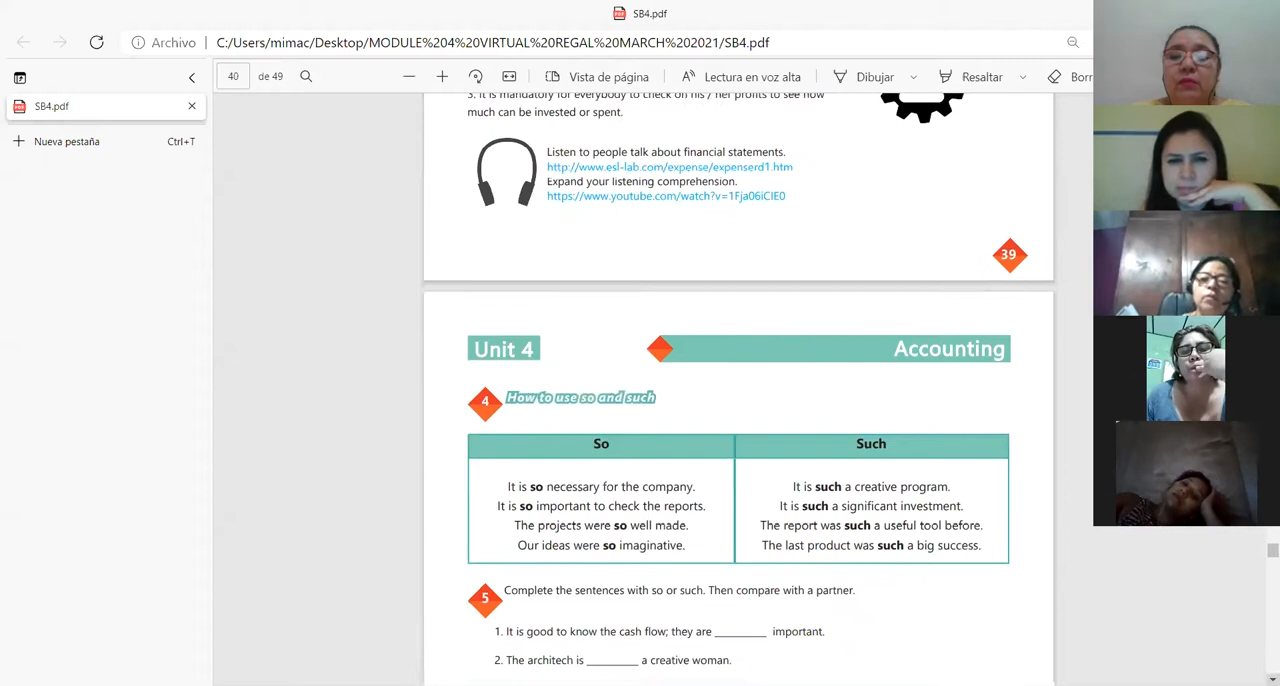 SB4.pdf
Archivo | C:/Users/mimac/Desktop/MODULE%204%20VIRTUAL%20REGAL%20MARCH%202021/SB4.pdf
40 de 49 Vista de página Lectura en voz alta Dibujar Resaltar Borr
SB4.pdf
Nueva pestaña Ctrl+T
3. It is mandatory for everybody to check on his / her profits to see how
much can be invested or spent.
Listen to people talk about financial statements.
http://www.esl-lab.com/expense/expenserd1.htm
Expand your listening comprehension.
https://www.youtube.com/watch?v=1Fja06iCIE0
39
Unit 4 Accounting
4 How to use so and such
So Such
It is so necessary for the company. It is such a creative program.
It is so important to check the reports. It is such a significant investment.
The projects were so well made. The report was such a useful tool before.
Our ideas were so imaginative. The last product was such a big success.
5 Complete the sentences with so or such. Then compare with a partner.
1. It is good to know the cash flow; they are _________ important.
2. The architech is _________ a creative woman.